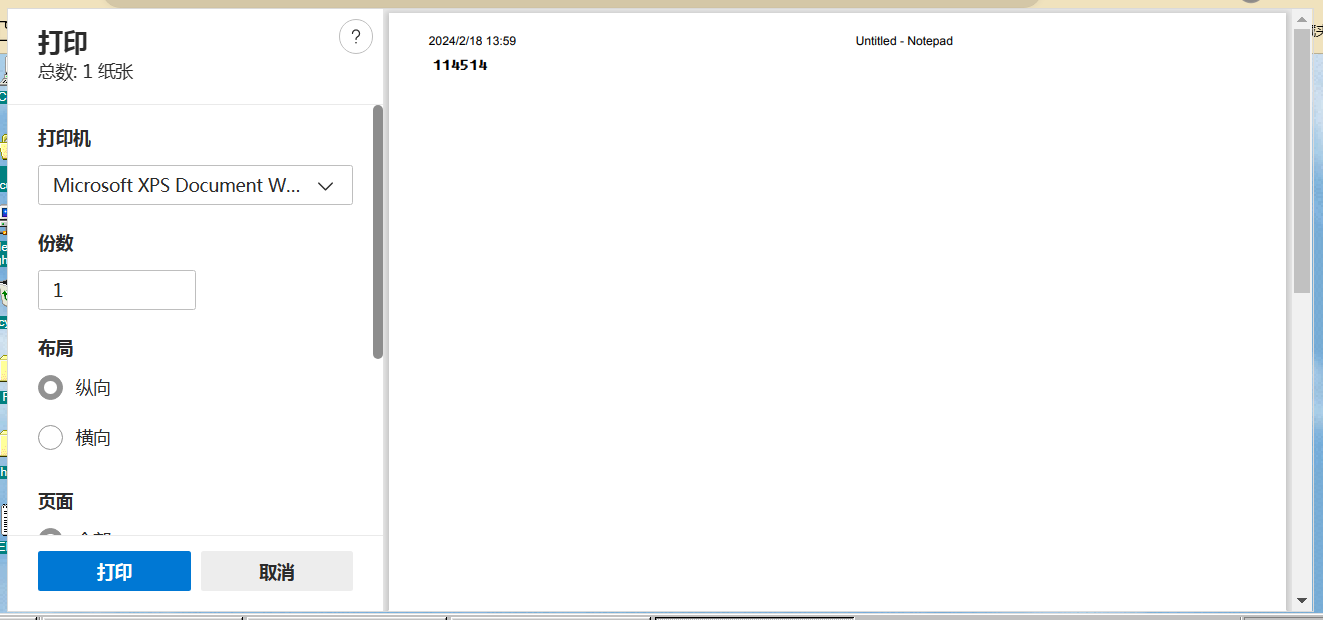 打印
总数: 1 纸张
?
打印机
Microsoft XPS Document W...
份数
1
布局
纵向
横向
页面
打印
取消
2024/2/18 13:59
Untitled - Notepad
114514